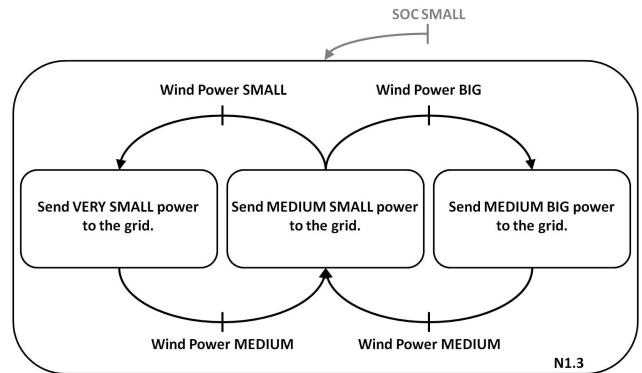 SOC SMALL
Wind Power SMALL
Wind Power BIG
Send VERY SMALL power
to the grid.
Send MEDIUM SMALL power
to the grid.
Send MEDIUM BIG power
to the grid.
Wind Power MEDIUM
Wind Power MEDIUM
N1.3